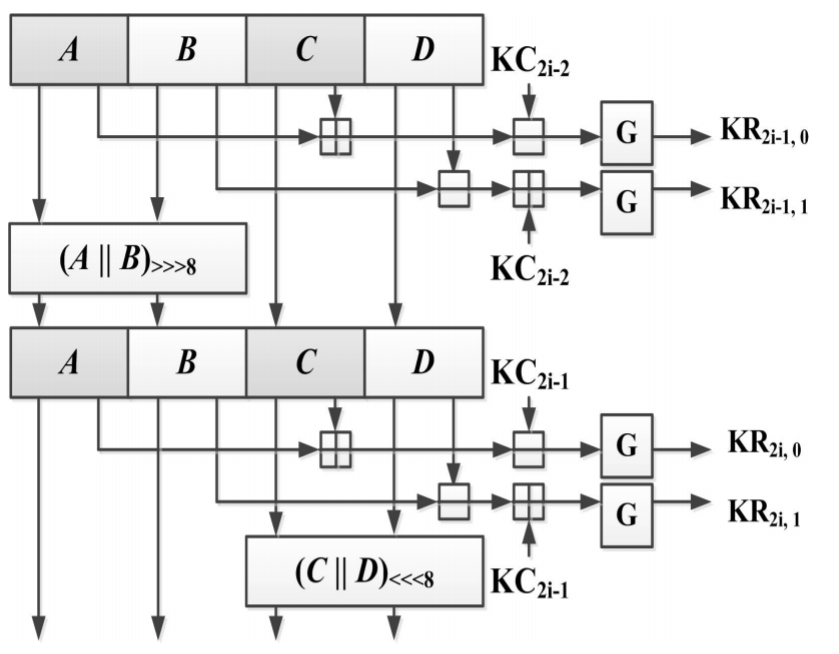 A B C D
KC2i-2
G KR2i-1, 0
G KR2i-1, 1
(A || B)>>>8
KC2i-2
A B C D
KC2i-1
G KR2i, 0
G KR2i, 1
(C || D)<<<8
KC2i-1